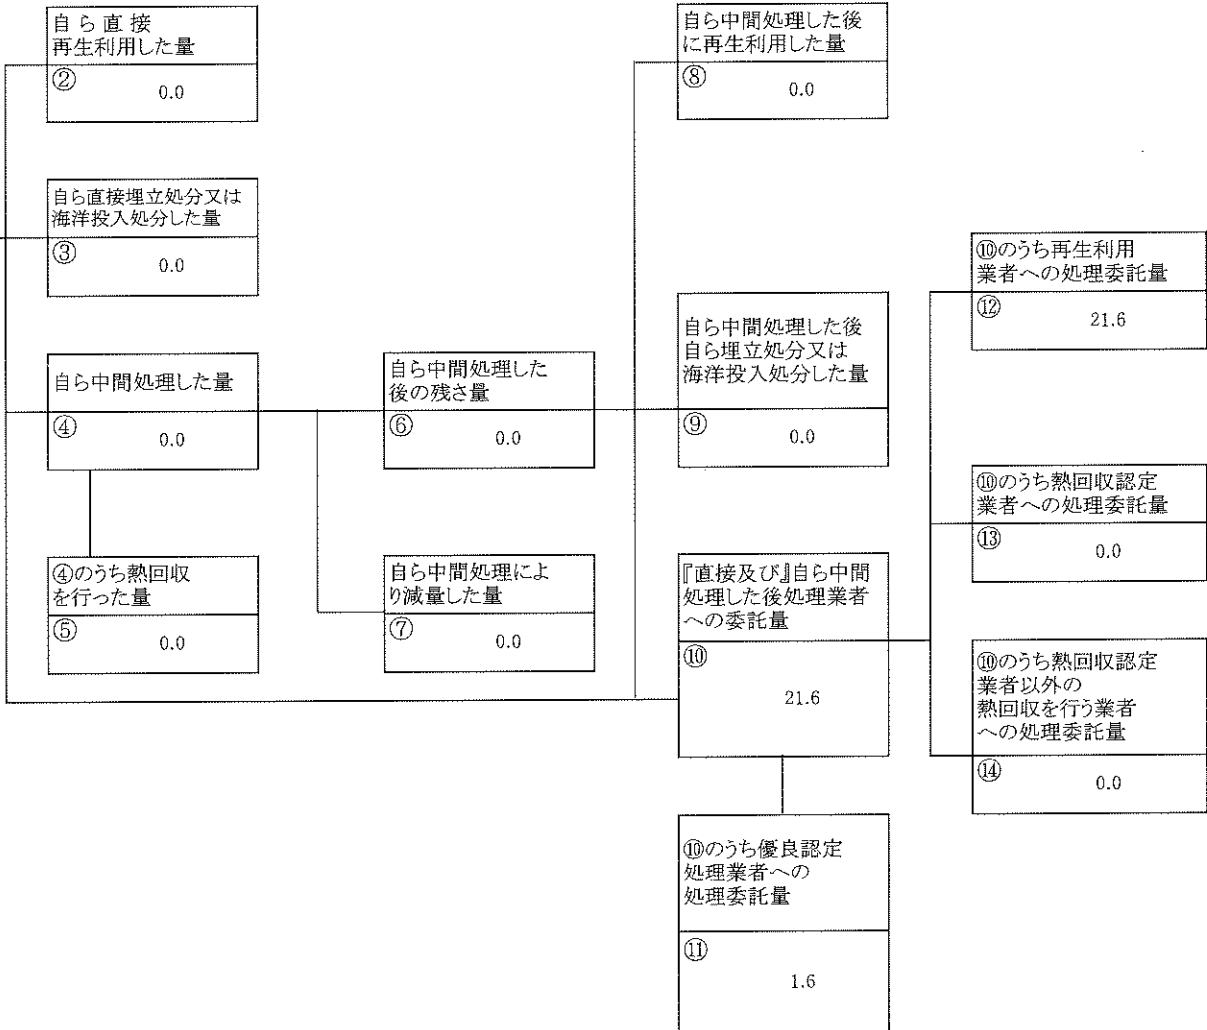 自 ら 直 接
再生利用した量
②
0.0
自ら直接埋立処分又は
海洋投入処分した量
③
0.0
自ら中間処理した量
④
0.0
④のうち熱回収
を行った量
⑤
0.0
自ら中間処理した
後の残さ量
⑥
0.0
自ら中間処理によ
り減量した量
⑦
0.0
自ら中間処理した後
に再生利用した量
⑧
0.0
自ら中間処理した後
自ら埋立処分又は
海洋投入処分した量
⑨
0.0
『直接及び』自ら中間
処理した後処理業者
への委託量
⑩
21.6
⑩のうち優良認定
処理業者への
処理委託量
⑪
1.6
⑩のうち再生利用
業者への処理委託量
⑫
21.6
⑩のうち熱回収認定
業者への処理委託量
⑬
0.0
⑩のうち熱回収認定
業者以外の
熱回収を行う業者
への処理委託量
⑭
0.0